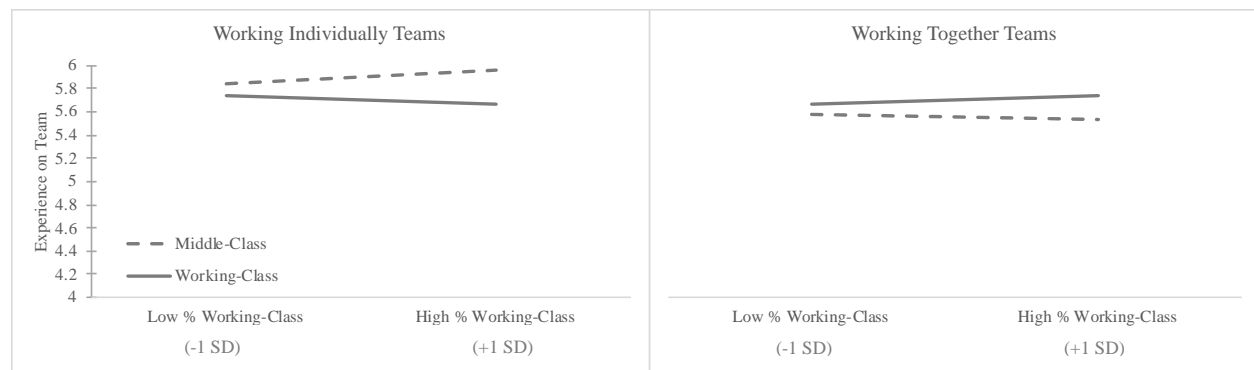 Working Individually Teams
6
5.8
5.6
5.4
5.2
5
4.8
4.6
4.4
4.2
4
Experience on Team
Middle-Class
Working-Class
Low % Working-Class
High % Working-Class
(-1 SD)
(+1 SD)
Working Together Teams
Low % Working-Class
High % Working-Class
(-1 SD)
(+1 SD)